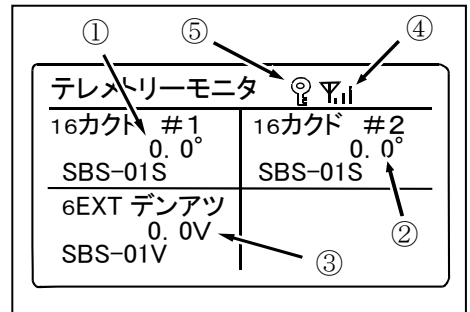 ① ⑤ ④
テレメトリーモニタ
16カクド #1
0. 0°
SBS-01S
16カクド #2
0. 0°
SBS-01S
②
6EXT デンアツ
0. 0V
SBS-01V
③